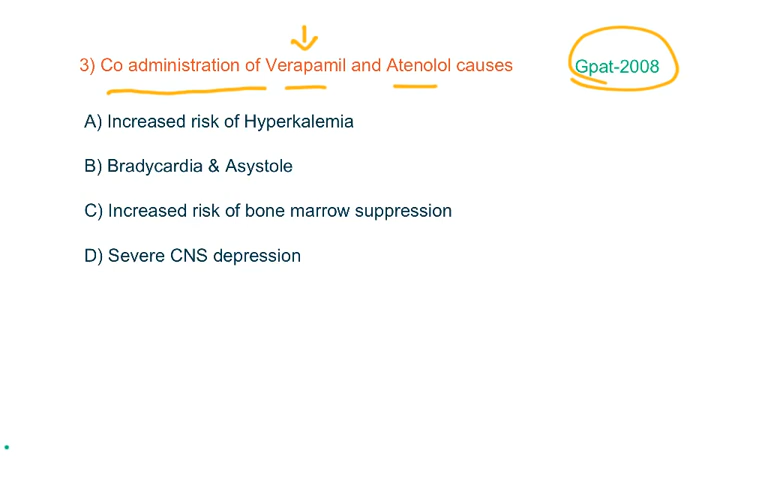 3) Co administration of Verapamil and Atenolol causes Gpat-2008
A) Increased risk of Hyperkalemia
B) Bradycardia & Asystole
C) Increased risk of bone marrow suppression
D) Severe CNS depression